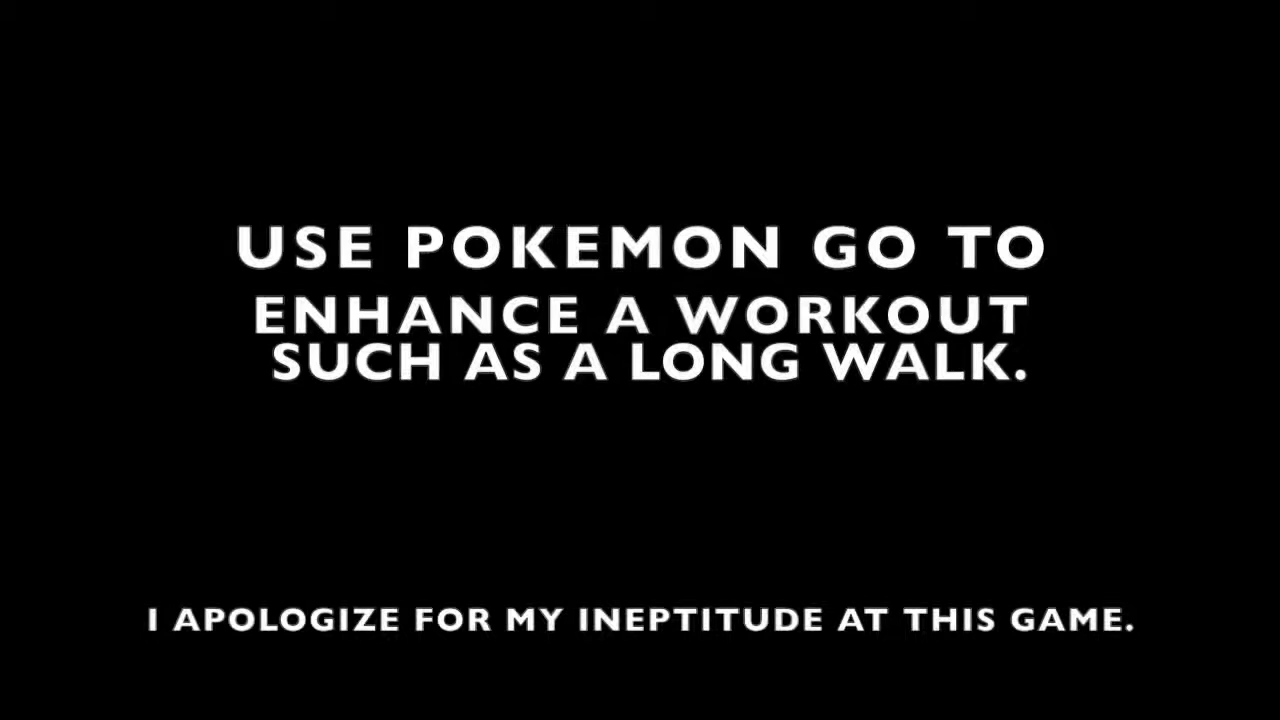 USE POKEMON GO TO
ENHANCE A WORKOUT
SUCH AS A LONG WALK.
I APOLOGIZE FOR MY INEPTITUDE AT THIS GAME.